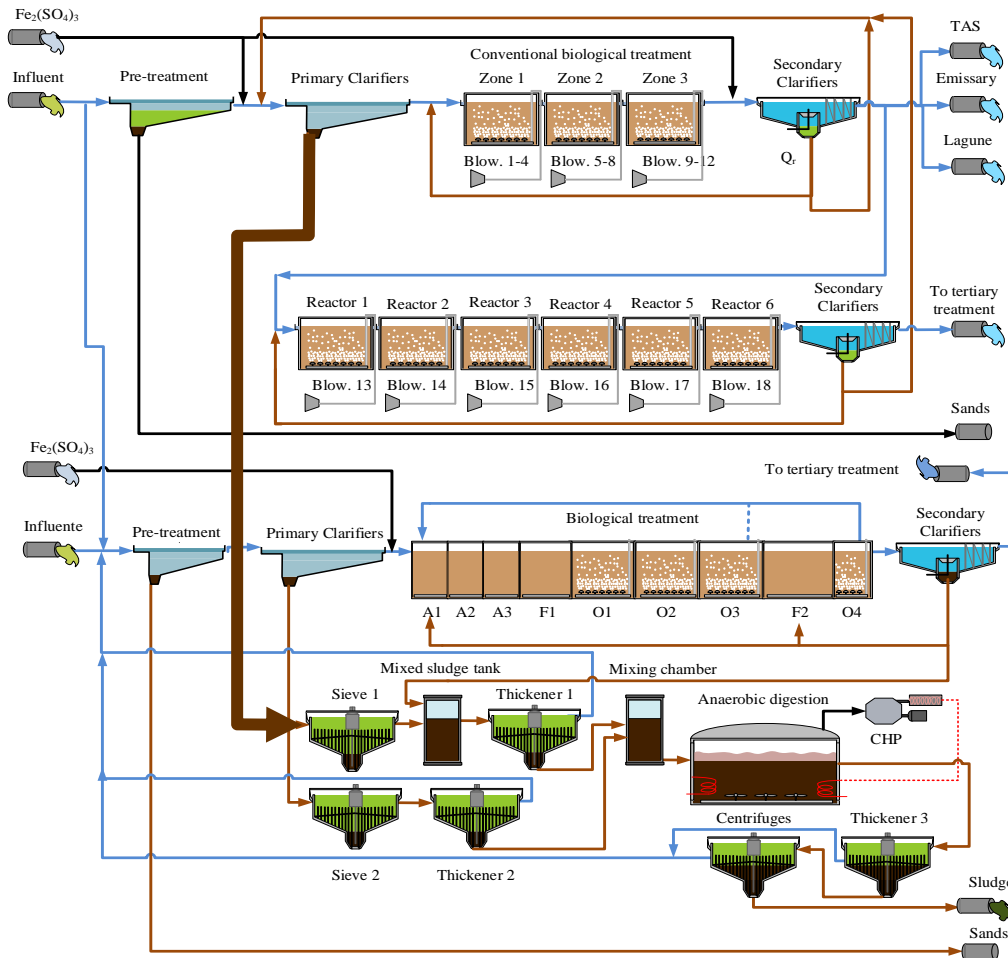 Fe2(SO4)3
TAS
Influent
Pre-treatment
Primary Clarifiers
Conventional biological treatment
Zone 1
Zone 2
Zone 3
Secondary
Clarifiers
Emissary
Lagune
Blow. 1-4
Blow. 5-8
Blow. 9-12
Qr
Reactor 1
Reactor 2
Reactor 3
Reactor 4
Reactor 5
Reactor 6
Secondary
Clarifiers
To tertiary
treatment
Blow. 13
Blow. 14
Blow. 15
Blow. 16
Blow. 17
Blow. 18
Sands
Fe2(SO4)3
To tertiary treatment
Influente
Pre-treatment
Primary Clarifiers
Biological treatment
Secondary
Clarifiers
A1
A2
A3
F1
O1
O2
O3
F2
O4
Mixed sludge tank
Mixing chamber
Sieve 1
Thickener 1
Anaerobic digestion
CHP
Centrifuges
Thickener 3
Sieve 2
Thickener 2
Sludge
Sands